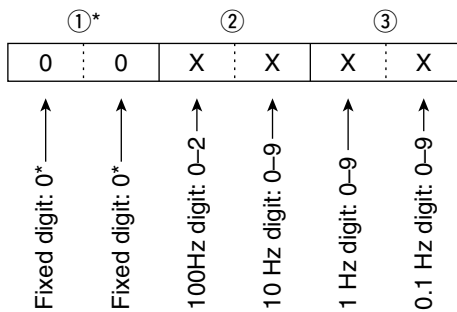 ①* ② ③
0 0 X X X X
Fixed digit: 0*
Fixed digit: 0*
100Hz digit: 0–2
10 Hz digit: 0–9
1 Hz digit: 0–9
0.1 Hz digit: 0–9